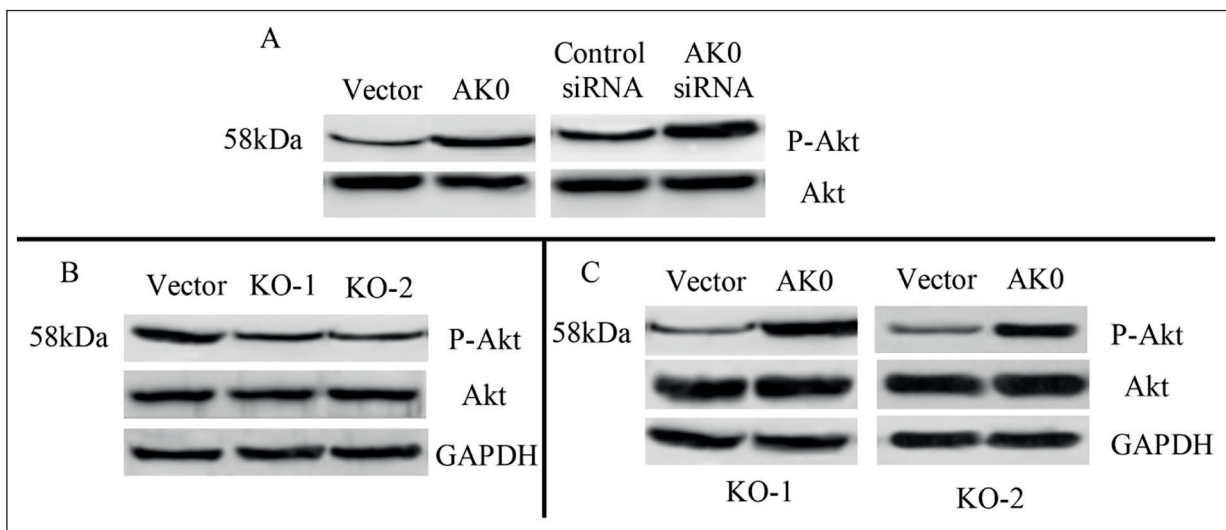 A
Vector AK0
Control siRNA
AK0 siRNA
58kDa
P-Akt
Akt
B
Vector KO-1 KO-2
58kDa
P-Akt
Akt
GAPDH
C
Vector AK0 Vector AK0
58kDa
P-Akt
Akt
GAPDH
KO-1 KO-2